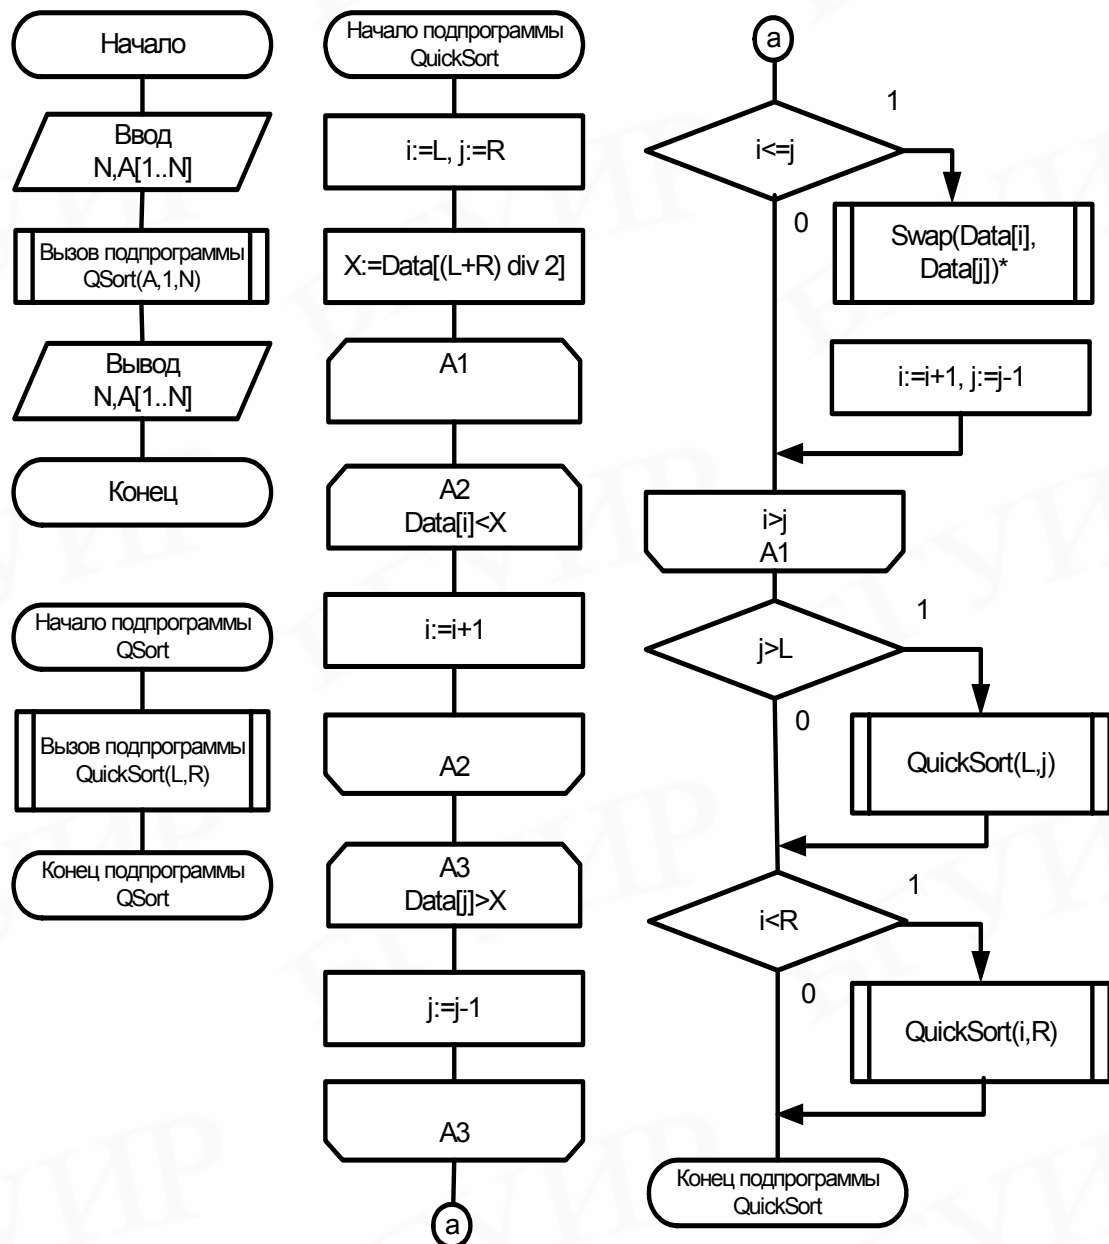 Начало
Ввод
N,A[1..N]
Вызов подпрограммы
QSort(A,1,N)
Вывод
N,A[1..N]
Конец
Начало подпрограммы
QSort
Вызов подпрограммы
QuickSort(L,R)
Конец подпрограммы
QSort
Начало подпрограммы
QuickSort
i:=L, j:=R
X:=Data[(L+R) div 2]
A1
A2
Data[i]<X
i:=i+1
A2
A3
Data[j]>X
j:=j-1
A3
a
a
i<=j
1
0
Swap(Data[i],
Data[j])*
i:=i+1, j:=j-1
i>j
A1
j>L
1
0
QuickSort(L,j)
i<R
1
0
QuickSort(i,R)
Конец подпрограммы
QuickSort
БГУИР